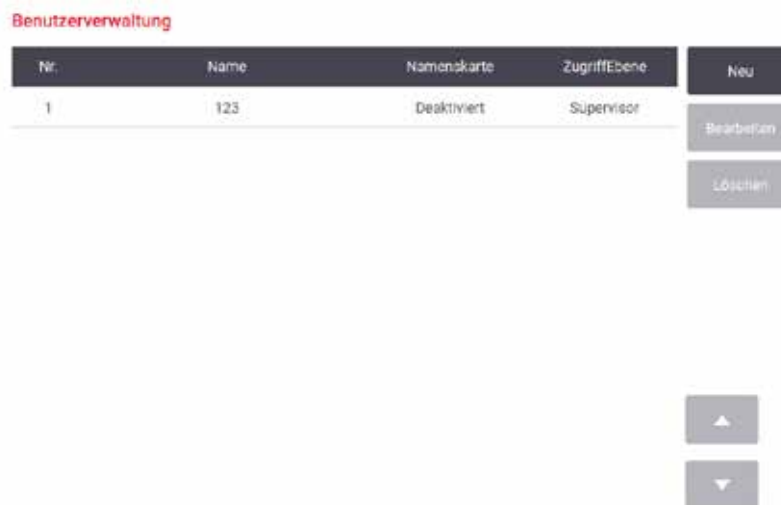 Benutzerverwaltung
Nr. Name Namenskarte ZugriffEbene
1 123 Deaktiviert Supervisor
Neu
Bearbeiten
Löschen